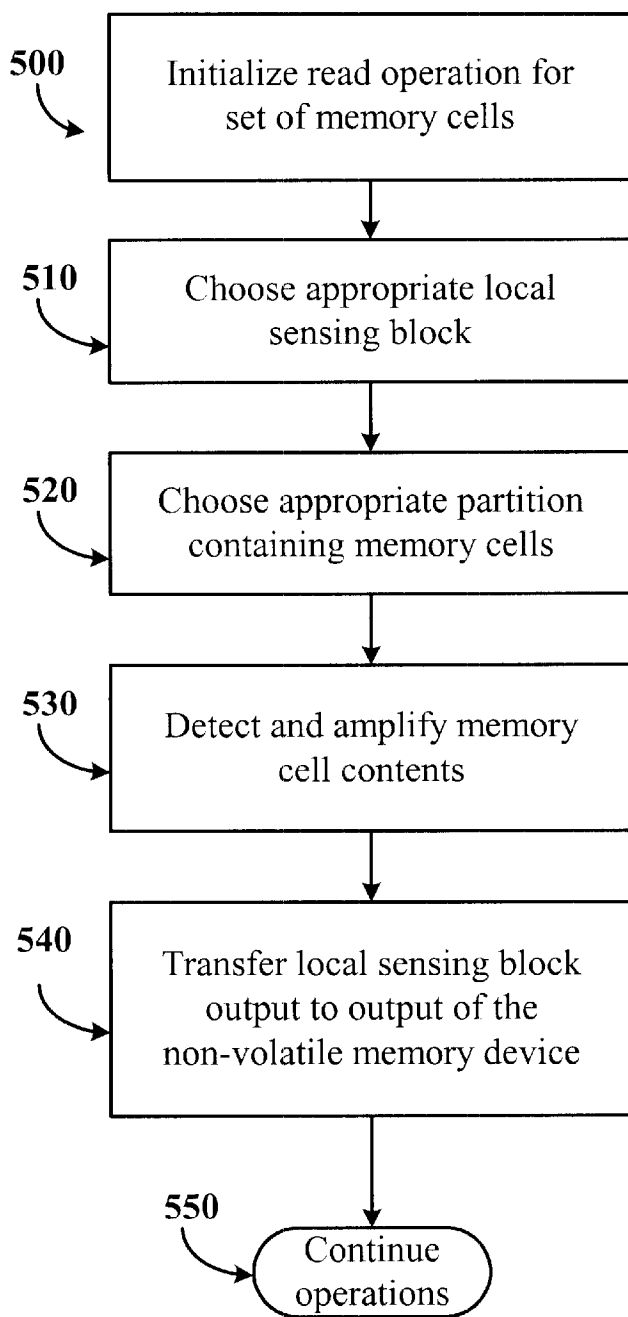 500
Initialize read operation for
set of memory cells
510
Choose appropriate local
sensing block
520
Choose appropriate partition
containing memory cells
530
Detect and amplify memory
cell contents
540
Transfer local sensing block
output to output of the
non-volatile memory device
550
Continue
operations